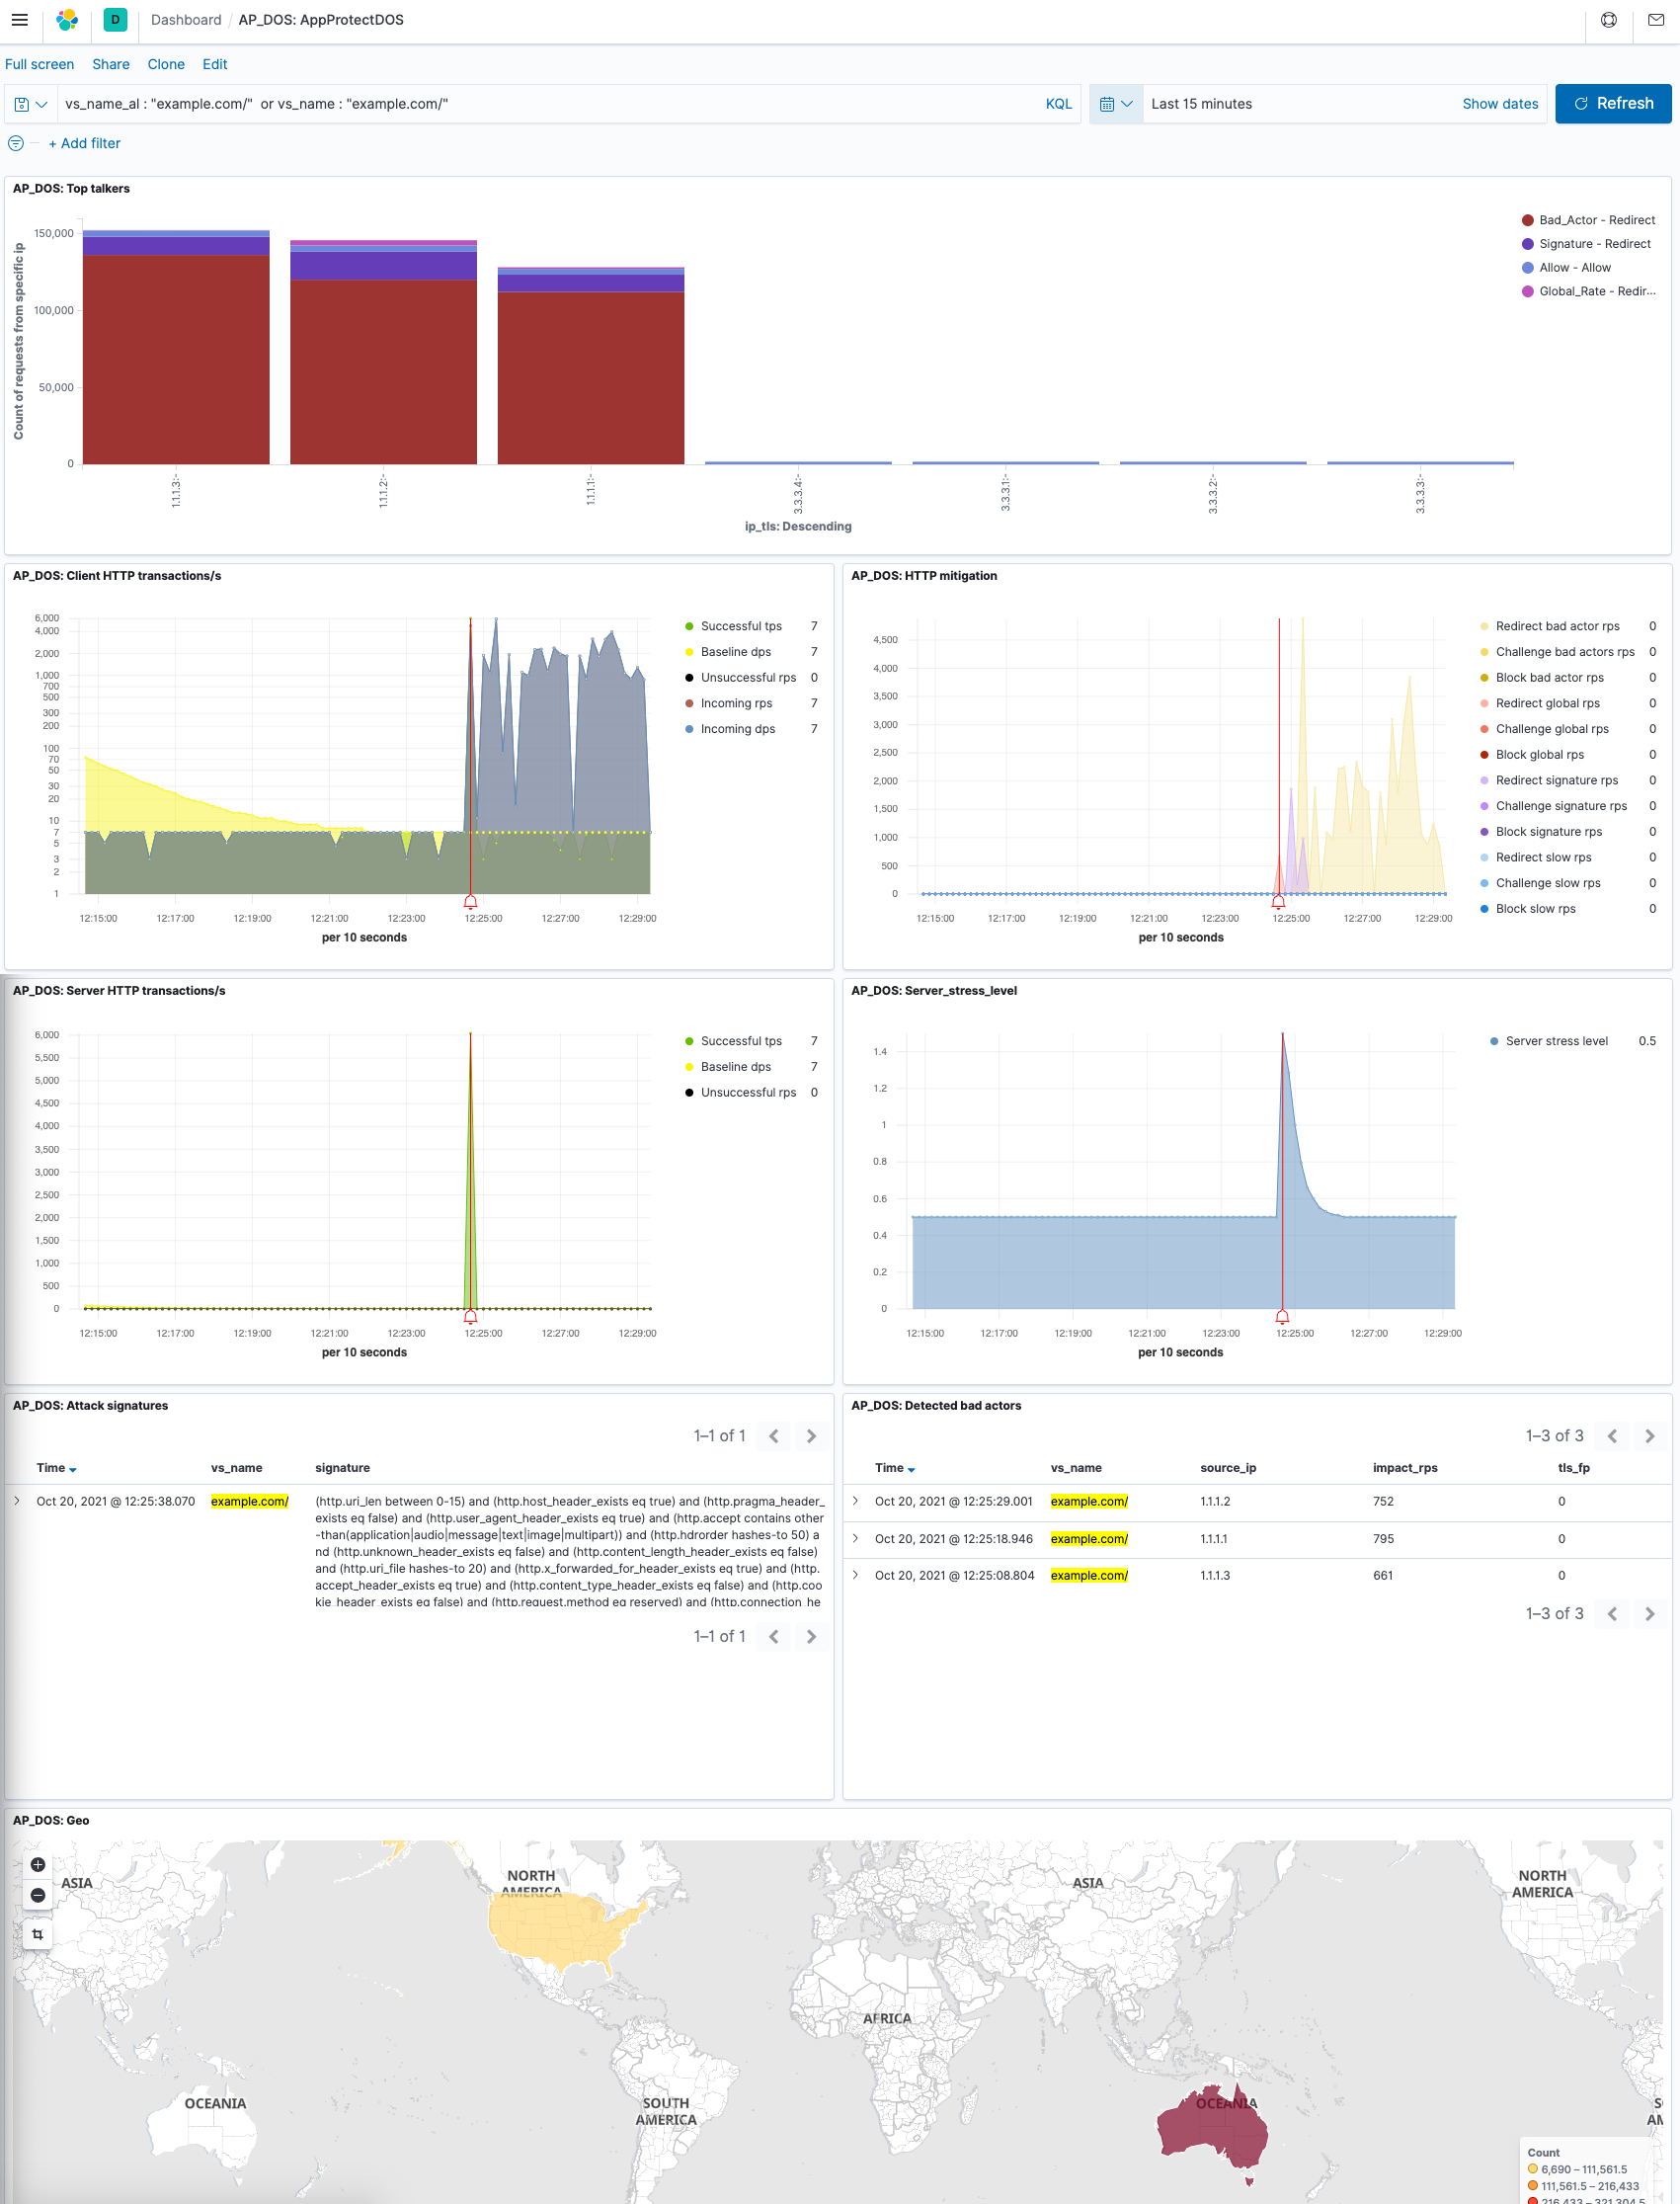 D Dashboard / AP_DOS: AppProtectDOS
Full screen Share Clone Edit
vs_name_al : "example.com/" or vs_name : "example.com/" KQL Last 15 minutes Show dates Refresh
+ Add filter
AP_DOS: Top talkers
Count of requests from specific ip
150,000
100,000
50,000
0
1.1.1.3:-
1.1.1.2:-
1.1.1.1:-
3.3.3.4:-
3.3.3.1:-
3.3.3.2:-
3.3.3.3:-
ip_tls: Descending
Bad_Actor - Redirect
Signature - Redirect
Allow - Allow
Global_Rate - Redir...
AP_DOS: Client HTTP transactions/s
6,000
4,000
2,000
1,000
700
500
300
200
100
70
50
30
20
10
7
5
3
2
1
12:15:00 12:17:00 12:19:00 12:21:00 12:23:00 12:25:00 12:27:00 12:29:00
per 10 seconds
Successful tps 7
Baseline dps 7
Unsuccessful rps 0
Incoming rps 7
Incoming dps 7
AP_DOS: HTTP mitigation
4,500
4,000
3,500
3,000
2,500
2,000
1,500
1,000
500
0
12:15:00 12:17:00 12:19:00 12:21:00 12:23:00 12:25:00 12:27:00 12:29:00
per 10 seconds
Redirect bad actor rps 0
Challenge bad actors rps 0
Block bad actor rps 0
Redirect global rps 0
Challenge global rps 0
Block global rps 0
Redirect signature rps 0
Challenge signature rps 0
Block signature rps 0
Redirect slow rps 0
Challenge slow rps 0
Block slow rps 0
AP_DOS: Server HTTP transactions/s
6,000
5,500
5,000
4,500
4,000
3,500
3,000
2,500
2,000
1,500
1,000
500
0
12:15:00 12:17:00 12:19:00 12:21:00 12:23:00 12:25:00 12:27:00 12:29:00
per 10 seconds
Successful tps 7
Baseline dps 7
Unsuccessful rps 0
AP_DOS: Server_stress_level
1.4
1.2
1
0.8
0.6
0.4
0.2
0
12:15:00 12:17:00 12:19:00 12:21:00 12:23:00 12:25:00 12:27:00 12:29:00
per 10 seconds
Server stress level 0.5
AP_DOS: Attack signatures
1–1 of 1
Time vs_name signature
Oct 20, 2021 @ 12:25:38.070 example.com/ (http.uri_len between 0-15) and (http.host_header_exists eq true) and (http.pragma_header_
exists eq false) and (http.user_agent_header_exists eq true) and (http.accept contains other
-than(application|audio|message|text|image|multipart)) and (http.hdrorder hashes-to 50) a
nd (http.unknown_header_exists eq false) and (http.content_length_header_exists eq false)
and (http.uri_file hashes-to 20) and (http.x_forwarded_for_header_exists eq true) and (http.
accept_header_exists eq true) and (http.content_type_header_exists eq false) and (http.coo
kie_header_exists eq false) and (http.request.method eq reserved) and (http.connection_he
1–1 of 1
AP_DOS: Detected bad actors
1–3 of 3
Time vs_name source_ip impact_rps tls_fp
Oct 20, 2021 @ 12:25:29.001 example.com/ 1.1.1.2 752 0
Oct 20, 2021 @ 12:25:18.946 example.com/ 1.1.1.1 795 0
Oct 20, 2021 @ 12:25:08.804 example.com/ 1.1.1.3 661 0
1–3 of 3
AP_DOS: Geo
ASIA
NORTH
AMERICA
ASIA
NORTH
AMERICA
AFRICA
OCEANIA
SOUTH
AMERICA
OCEANIA
Count
6,690 – 111,561.5
111,561.5 – 216,433
216,433 – 321,304.5